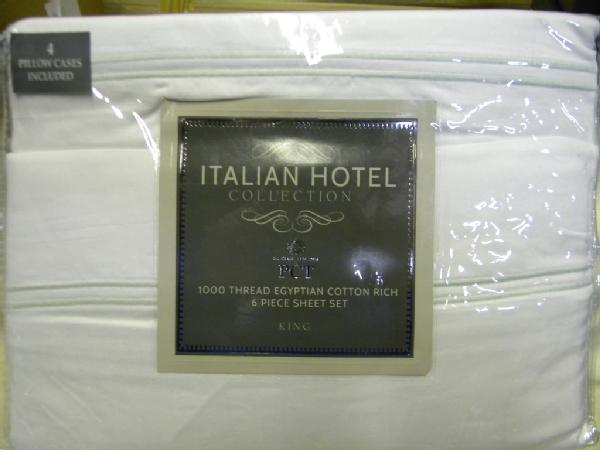 4
PILLOW CASES
INCLUDED
ITALIAN HOTEL
COLLECTION
PCT
1000 THREAD EGYPTIAN COTTON RICH
6 PIECE SHEET SET
KING